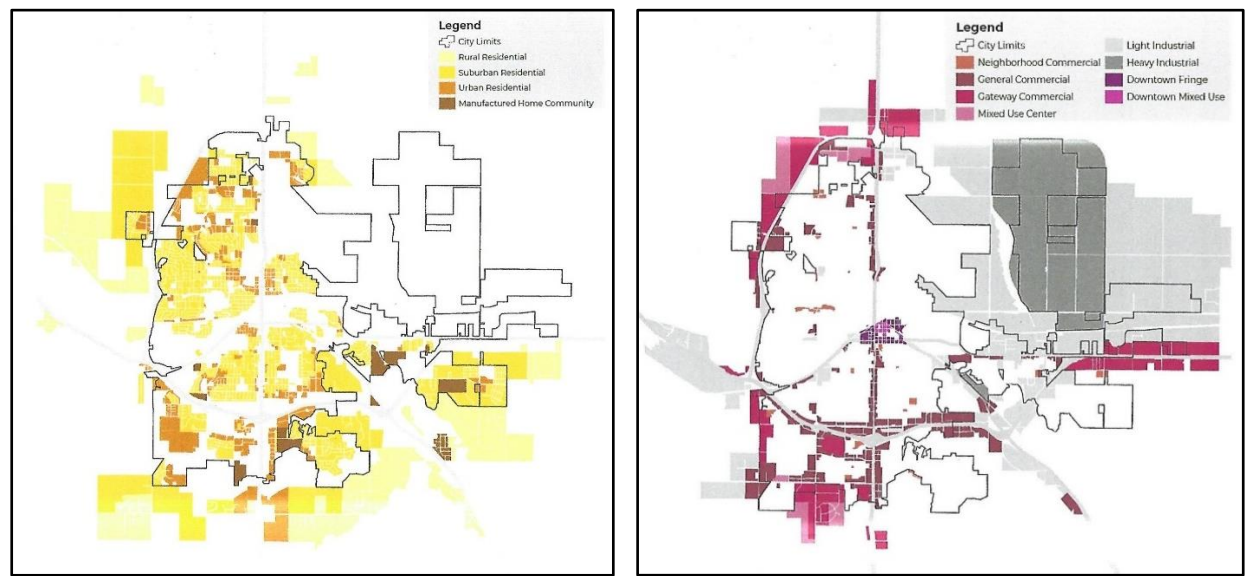 Legend
City Limits
Rural Residential
Suburban Residential
Urban Residential
Manufactured Home Community
Legend
City Limits
Neighborhood Commercial
General Commercial
Gateway Commercial
Mixed Use Center
Light Industrial
Heavy Industrial
Downtown Fringe
Downtown Mixed Use